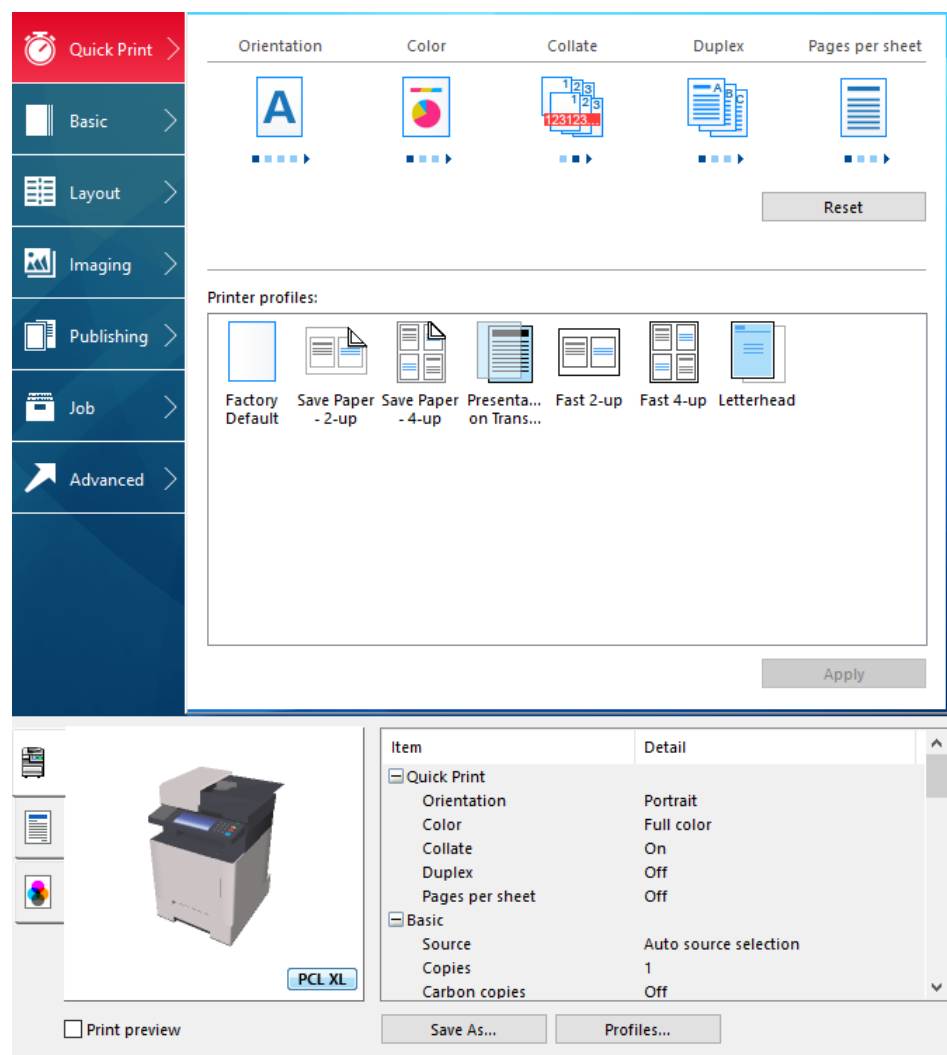 Quick Print
Basic
Layout
Imaging
Publishing
Job
Advanced
Orientation Color Collate Duplex Pages per sheet
A
1 2 3
1 2 3
123123...
A B C
Reset
Printer profiles:
Factory Default
Save Paper - 2-up
Save Paper - 4-up
Presenta... on Trans...
Fast 2-up
Fast 4-up
Letterhead
Apply
Item Detail
Quick Print
Orientation Portrait
Color Full color
Collate On
Duplex Off
Pages per sheet Off
Basic
Source Auto source selection
Copies 1
Carbon copies Off
PCL XL
Print preview
Save As... Profiles...